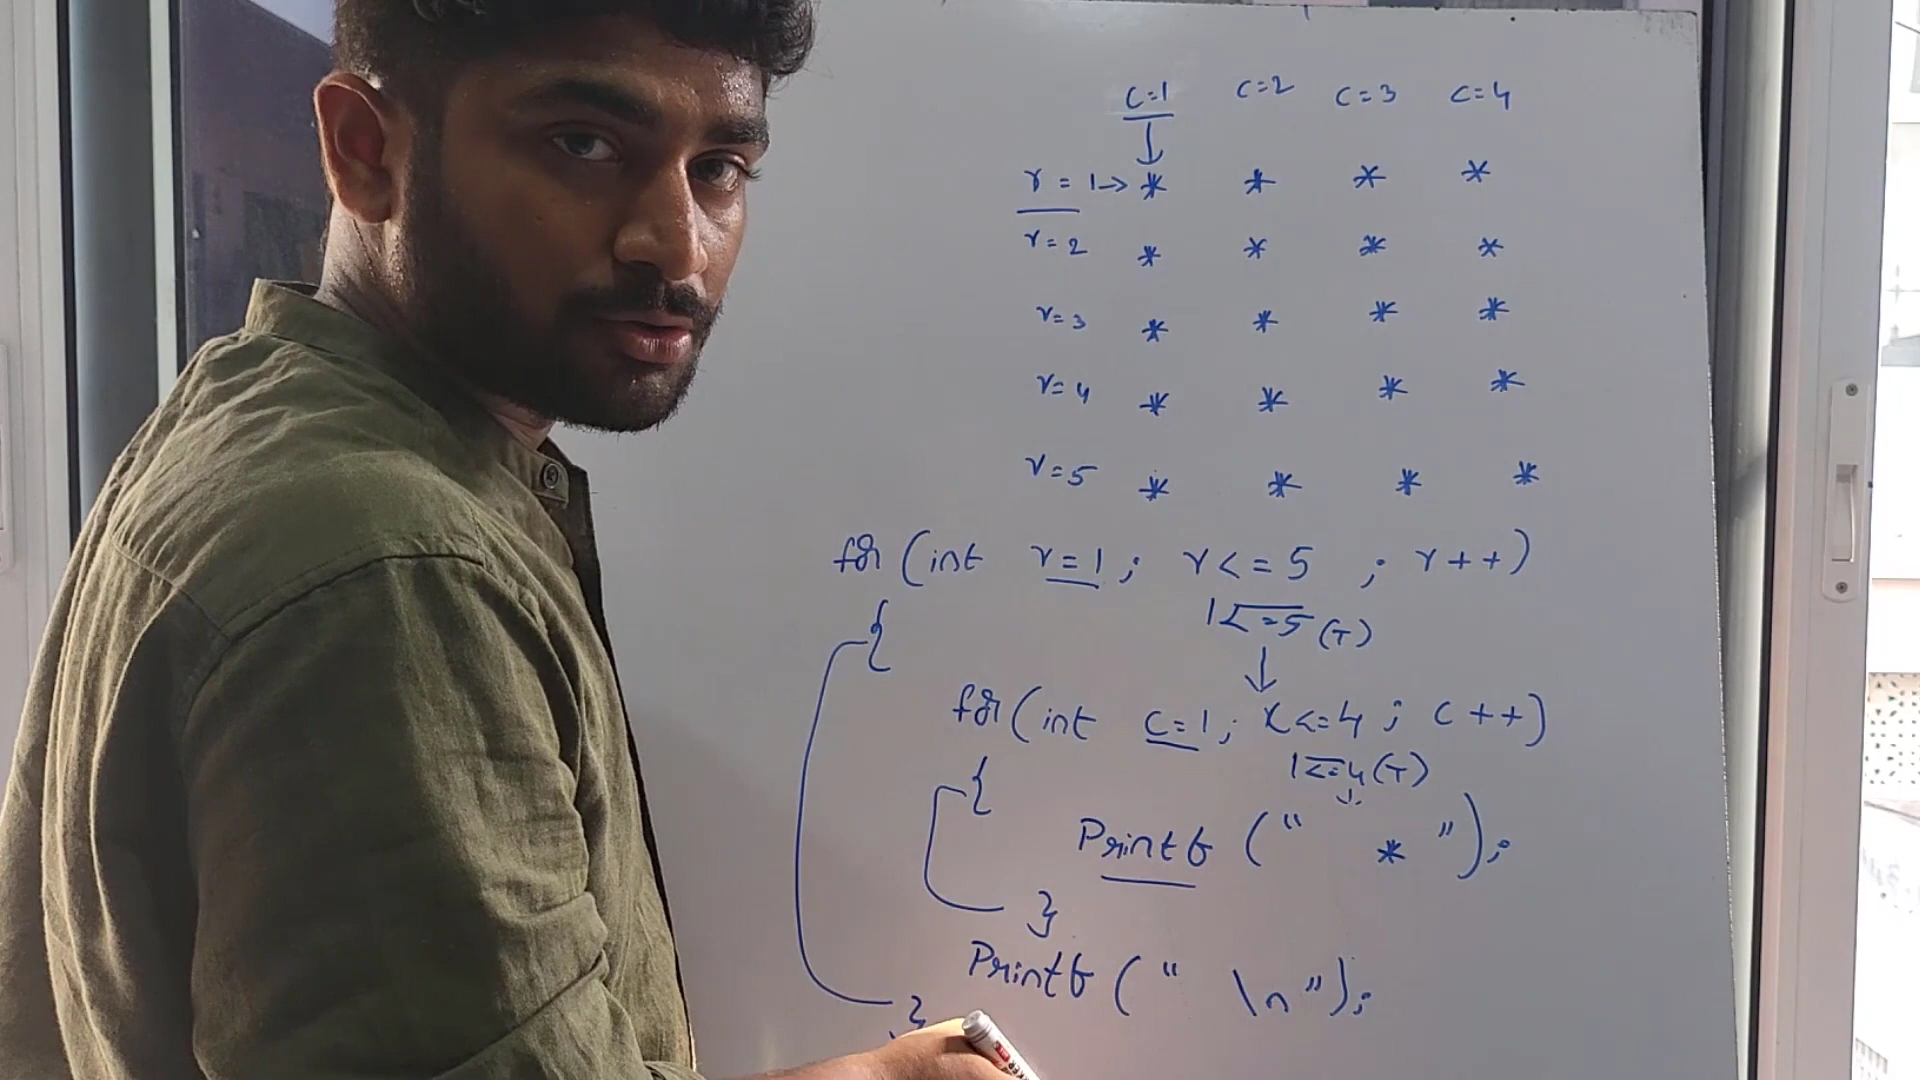 c=1 c=2 c=3 c=4
r = 1→ * * * *
r=2 * * * *
r=3 * * * *
r=4 * * * *
r=5 * * * *
for (int r=1; r<=5 ; r++)
{
1<=5 (T)
for (int c=1; x<=4; c++)
1<=4 (T)
{
Printf (" * ");
}
Printf (" \n");
}